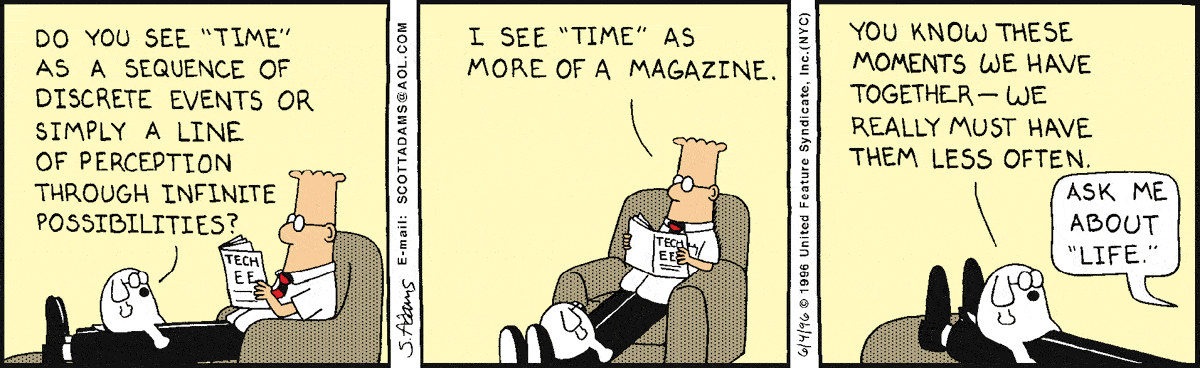 DO YOU SEE "TIME"
AS A SEQUENCE OF
DISCRETE EVENTS OR
SIMPLY A LINE
OF PERCEPTION
THROUGH INFINITE
POSSIBILITIES?
TECH
EE
S. Adams
E-mail: SCOTTADAMS@AOL.COM
I SEE "TIME" AS
MORE OF A MAGAZINE.
TECH
EE
6/4/96 © 1996 United Feature Syndicate, Inc.(NYC)
YOU KNOW THESE
MOMENTS WE HAVE
TOGETHER—WE
REALLY MUST HAVE
THEM LESS OFTEN.
ASK ME
ABOUT
"LIFE."